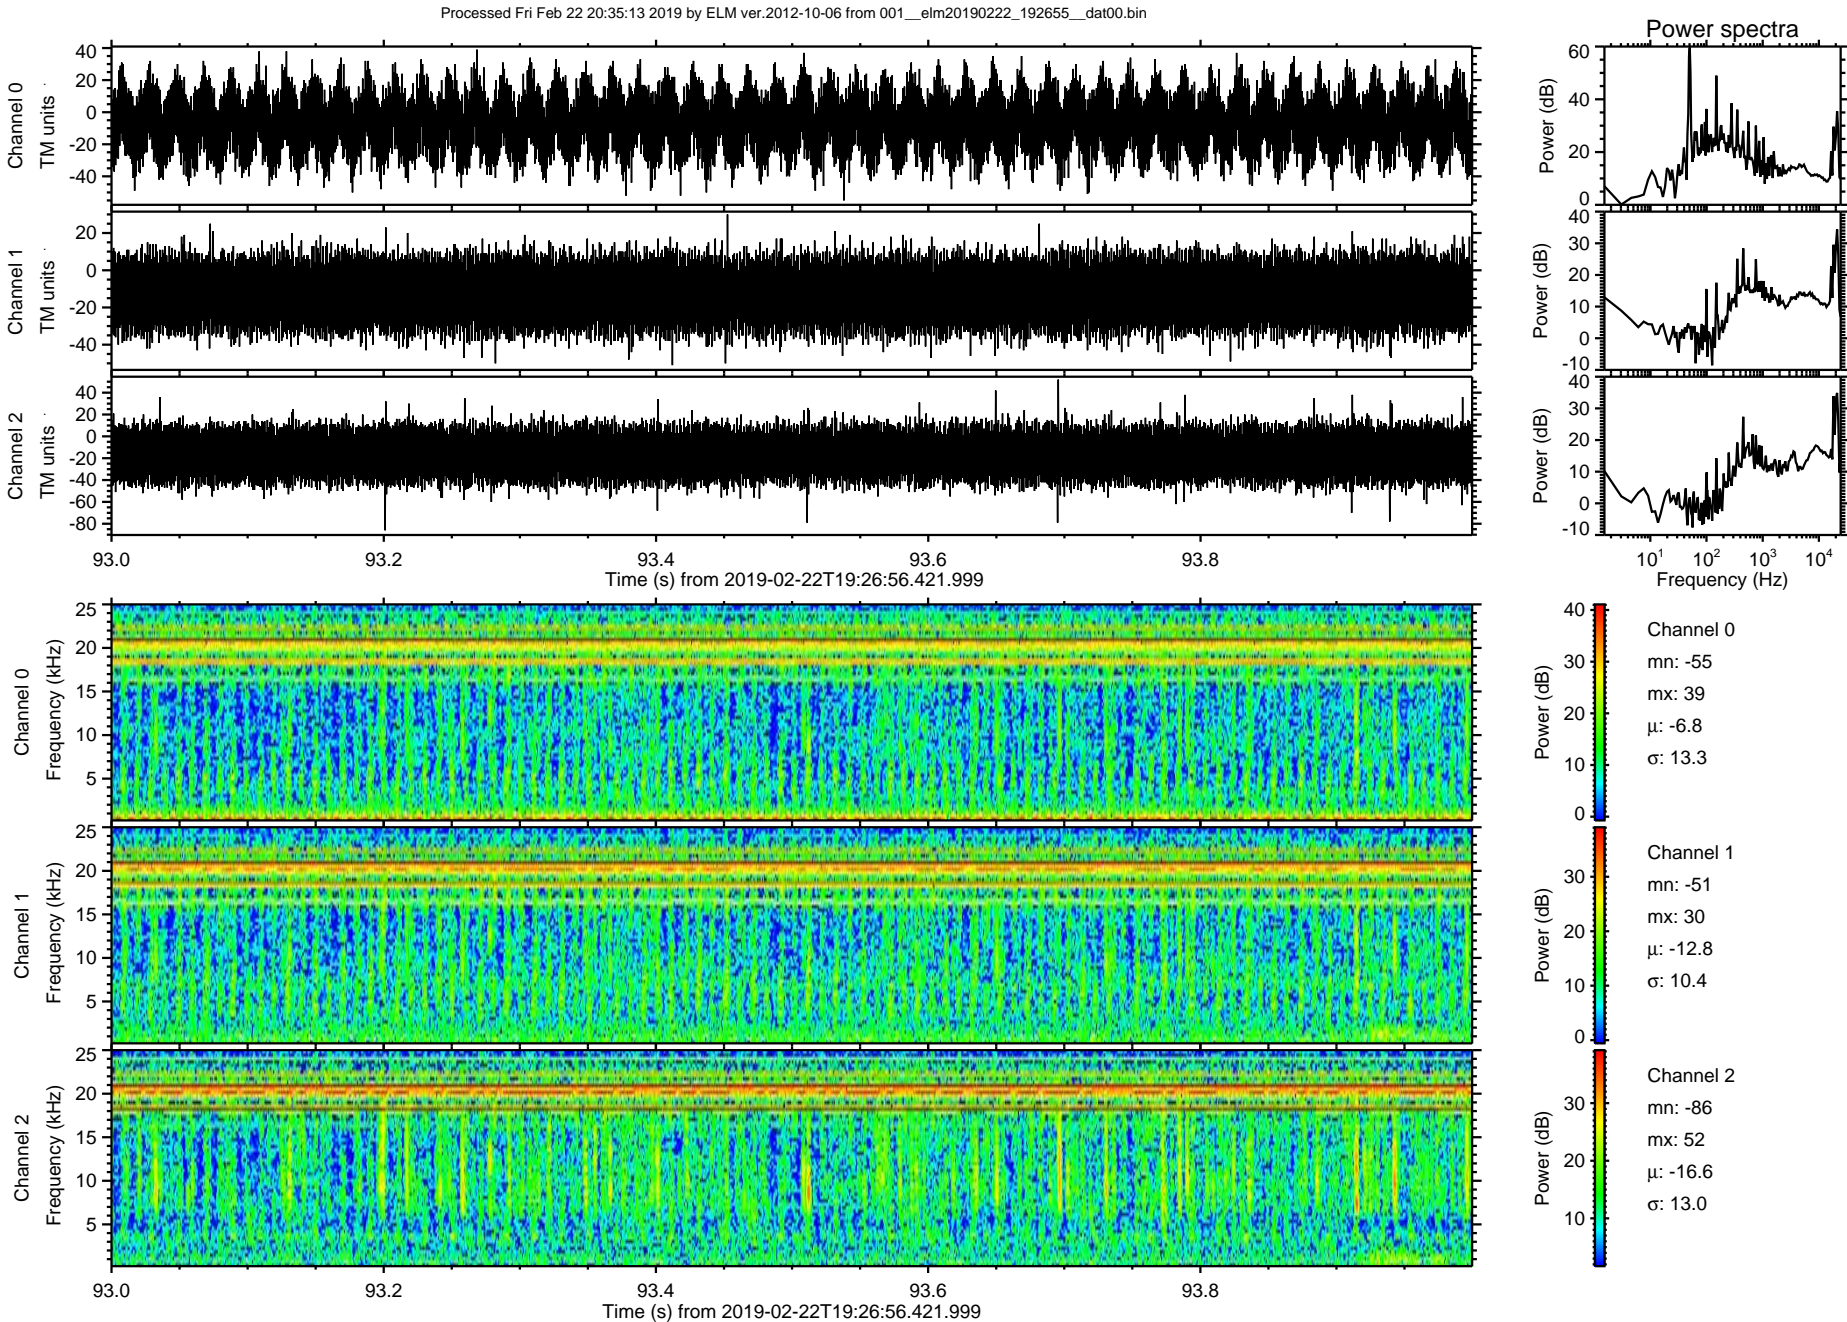 Processed Fri Feb 22 20:35:13 2019 by ELM ver.2012-10-06 from 001__elm20190222_192655__dat00.bin
Power spectra
Channel 0
TM units
40
20
0
-20
-40
Power (dB)
60
40
20
0
Channel 1
TM units
20
0
-20
-40
Power (dB)
40
30
20
10
0
-10
Channel 2
TM units
40
20
0
-20
-40
-60
-80
Power (dB)
40
30
20
10
0
-10
93.0 93.2 93.4 93.6 93.8
Time (s) from 2019-02-22T19:26:56.421.999
10¹ 10² 10³ 10⁴
Frequency (Hz)
Channel 0
Frequency (kHz)
25
20
15
10
5
Power (dB)
40
30
20
10
0
Channel 0
mn: -55
mx: 39
μ: -6.8
σ: 13.3
Channel 1
Frequency (kHz)
25
20
15
10
5
Power (dB)
30
20
10
0
Channel 1
mn: -51
mx: 30
μ: -12.8
σ: 10.4
Channel 2
Frequency (kHz)
25
20
15
10
5
Power (dB)
30
20
10
Channel 2
mn: -86
mx: 52
μ: -16.6
σ: 13.0
93.0 93.2 93.4 93.6 93.8
Time (s) from 2019-02-22T19:26:56.421.999